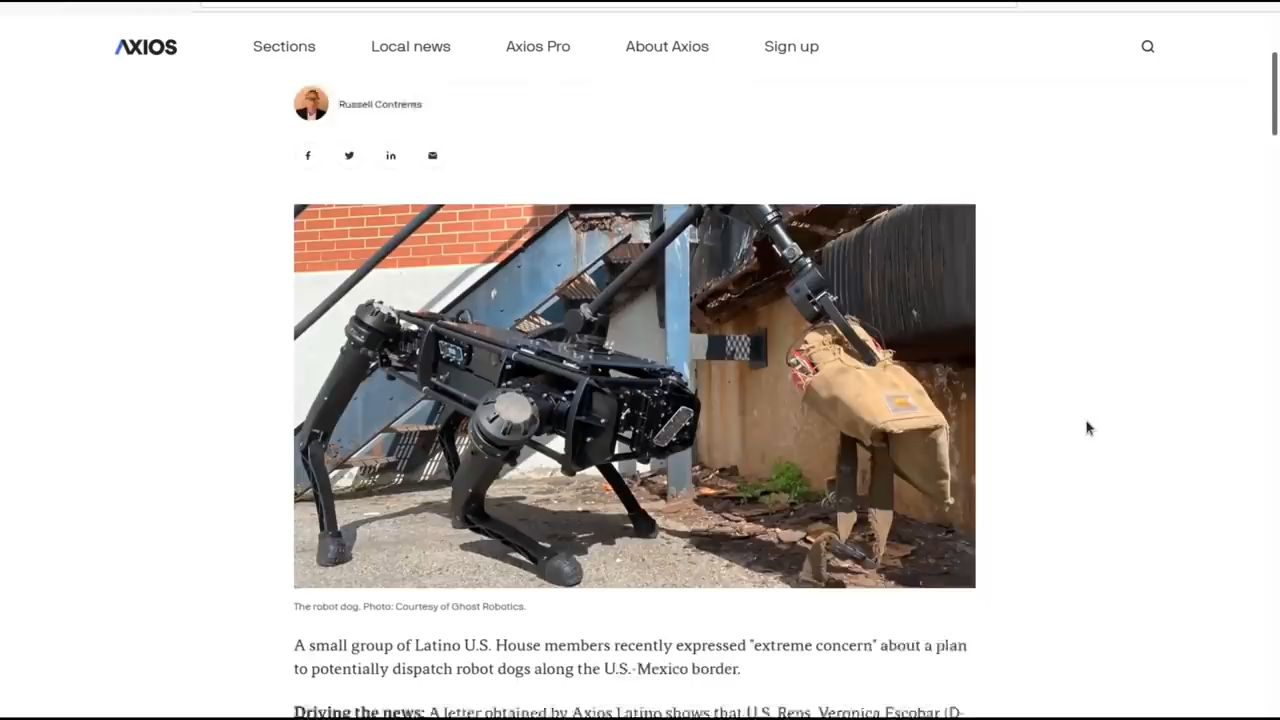 AXIOS
Sections Local news Axios Pro About Axios Sign up
Russell Contreras
The robot dog, Photo: Courtesy of Ghost Robotics.
A small group of Latino U.S. House members recently expressed "extreme concern" about a plan
to potentially dispatch robot dogs along the U.S.-Mexico border.
Driving the news: A letter obtained by Axios Latino shows that U.S. Reps. Veronica Escobar (D-